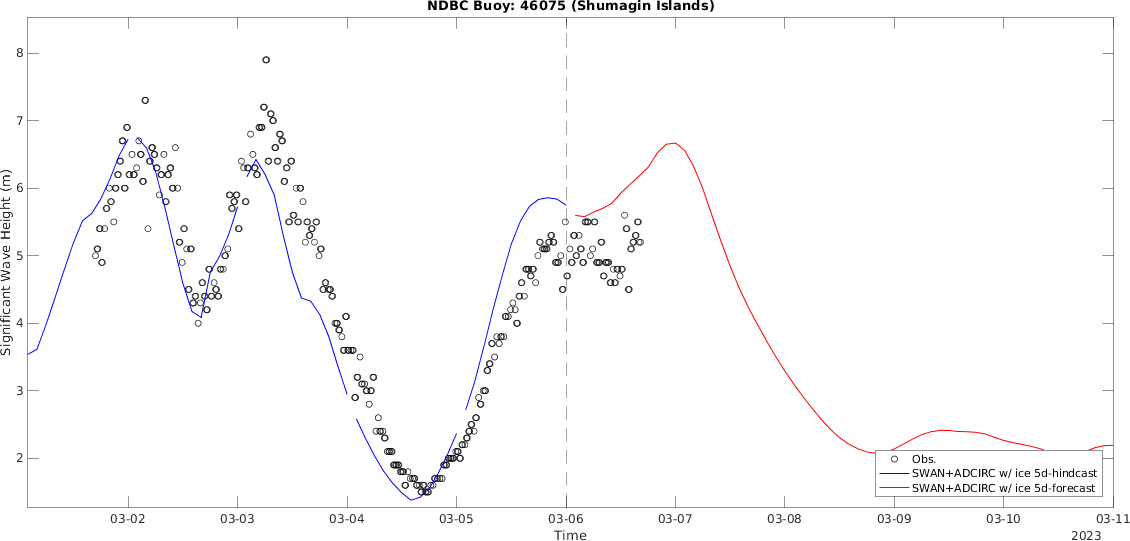 NDBC Buoy: 46075 (Shumagin Islands)
Significant Wave Height (m)
8
7
6
5
4
3
2
Obs.
SWAN+ADCIRC w/ ice 5d-hindcast
SWAN+ADCIRC w/ ice 5d-forecast
03-02 03-03 03-04 03-05 03-06 03-07 03-08 03-09 03-10 03-11
Time
2023